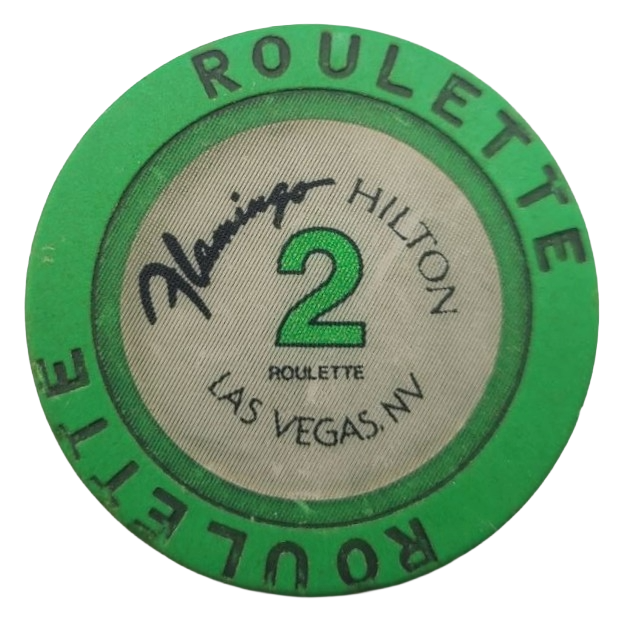 ROULETTE
Flamingo HILTON
2
ROULETTE
LAS VEGAS, NV
ROULETTE